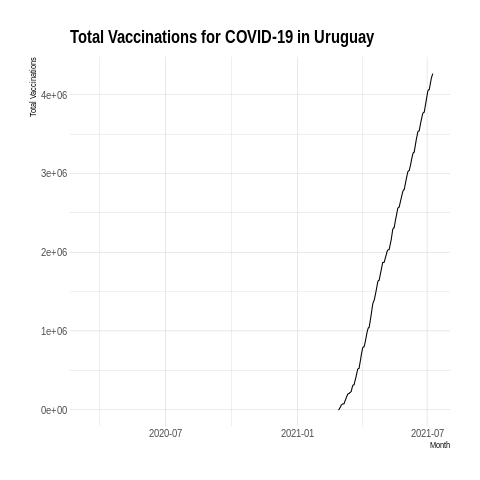 Total Vaccinations for COVID-19 in Uruguay
Total Vaccinations
4e+06
3e+06
2e+06
1e+06
0e+00
2020-07
2021-01
2021-07
Month